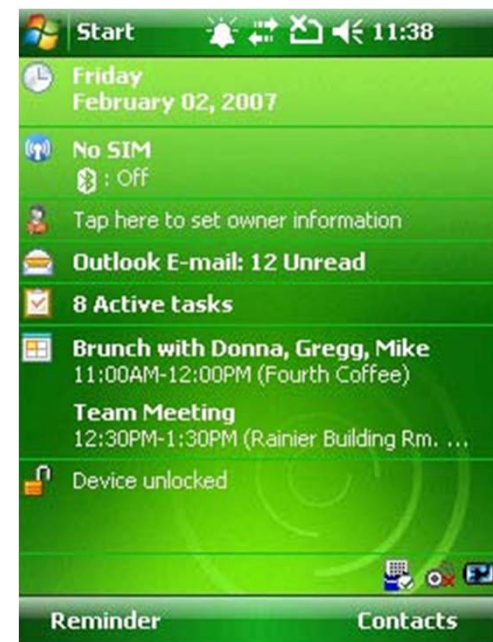 Start 11:38
Friday
February 02, 2007
No SIM
: Off
Tap here to set owner information
Outlook E-mail: 12 Unread
8 Active tasks
Brunch with Donna, Gregg, Mike
11:00AM-12:00PM (Fourth Coffee)
Team Meeting
12:30PM-1:30PM (Rainier Building Rm. ...
Device unlocked
Reminder Contacts